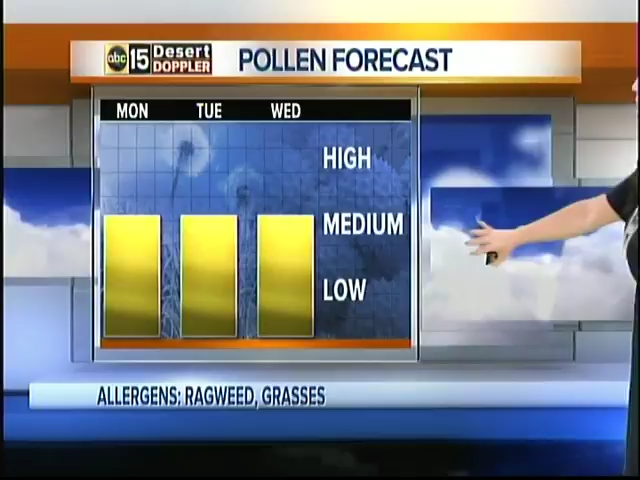 abc 15 Desert DOPPLER
POLLEN FORECAST
MON TUE WED
HIGH
MEDIUM
LOW
ALLERGENS: RAGWEED, GRASSES